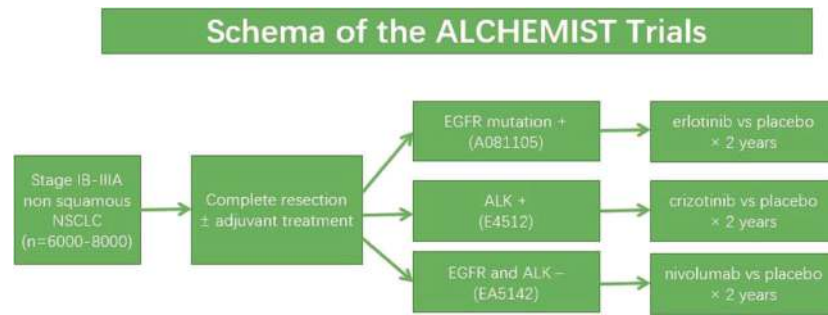 Schema of the ALCHEMIST Trials
Stage IB-IIIA
non squamous
NSCLC
(n=6000-8000)
Complete resection
± adjuvant treatment
EGFR mutation +
(A081105)
erlotinib vs placebo
× 2 years
ALK +
(E4512)
crizotinib vs placebo
× 2 years
EGFR and ALK –
(EA5142)
nivolumab vs placebo
× 2 years